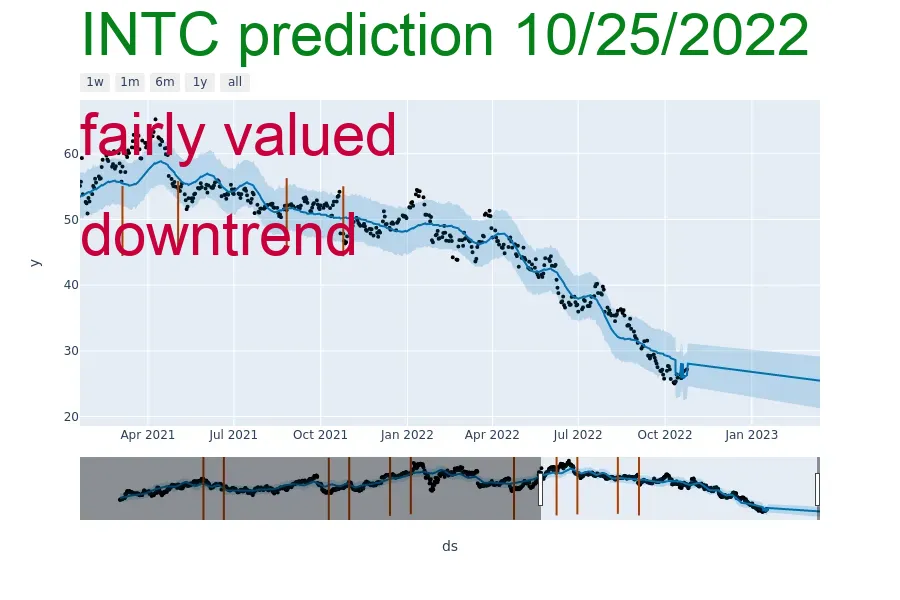 INTC prediction 10/25/2022
1w 1m 6m 1y all
fairly valued
downtrend
60
50
40
30
20
y
Apr 2021 Jul 2021 Oct 2021 Jan 2022 Apr 2022 Jul 2022 Oct 2022 Jan 2023
ds